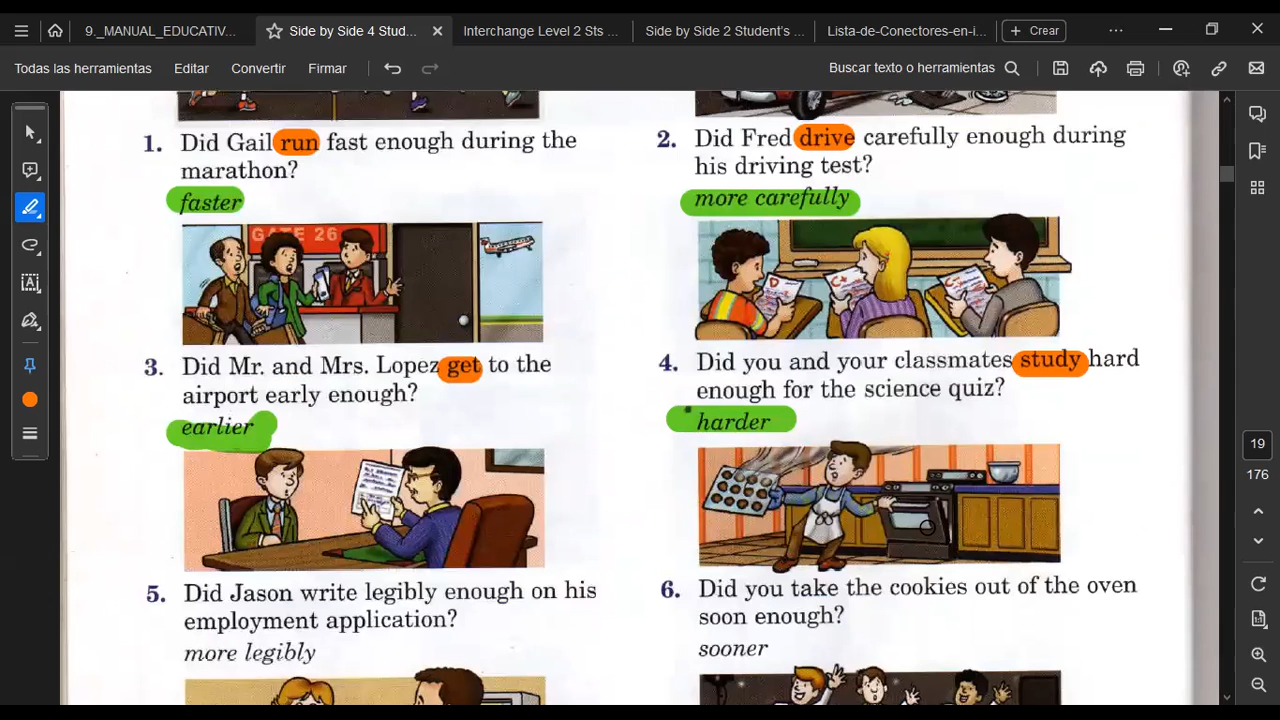 9._MANUAL_EDUCATIV...
Side by Side 4 Stud...
Interchange Level 2 Sts ...
Side by Side 2 Student's ...
Lista-de-Conectores-en-i...
+ Crear
Todas las herramientas
Editar
Convertir
Firmar
Buscar texto o herramientas
1. Did Gail run fast enough during the
marathon?
faster
2. Did Fred drive carefully enough during
his driving test?
more carefully
GATE 26
D
C+
3. Did Mr. and Mrs. Lopez get to the
airport early enough?
earlier
4. Did you and your classmates study hard
enough for the science quiz?
harder
5. Did Jason write legibly enough on his
employment application?
more legibly
6. Did you take the cookies out of the oven
soon enough?
sooner
19
176